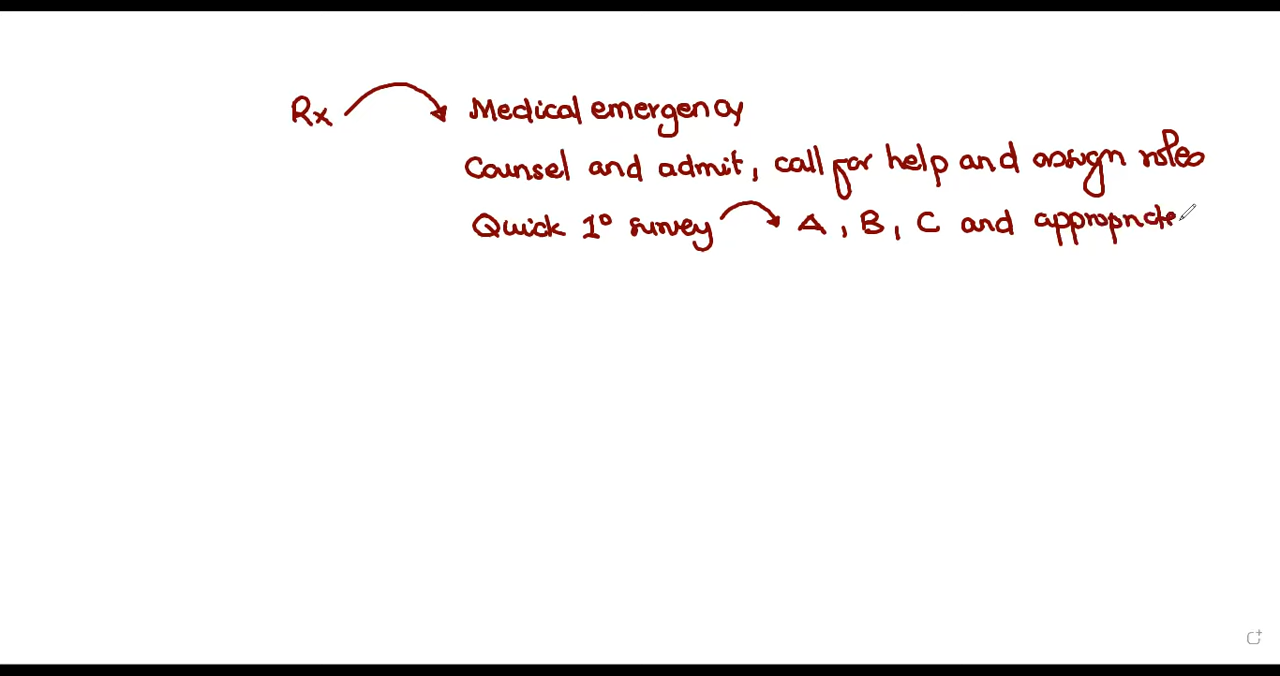 Rx → Medical emergency
Counsel and admit, call for help and assign roles
Quick 1° survey → A, B, C and appropriate